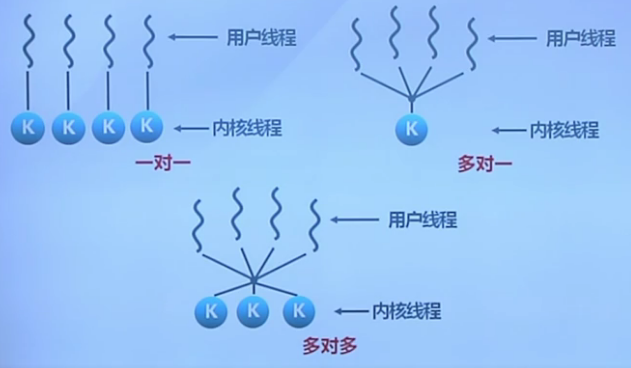 用户线程
K K K K
内核线程
一对一
用户线程
K
内核线程
多对一
用户线程
K K K
内核线程
多对多